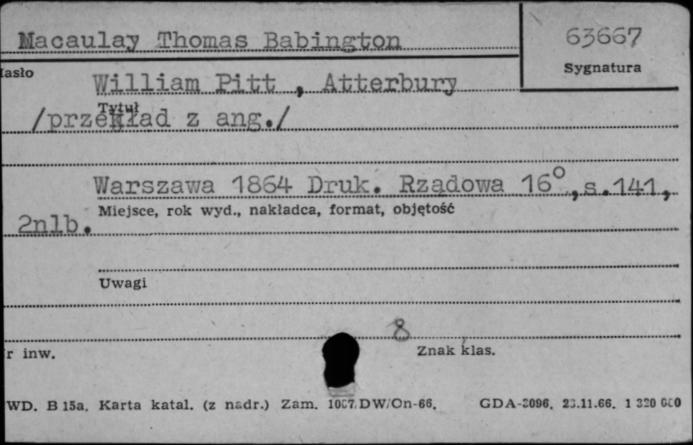 Macaulay Thomas Babington
63667
Sygnatura
Hasło
William Pitt , Atterbury
Tytuł
/przekład z ang./
Warszawa 1864 Druk. Rządowa 16°,s.141,
Miejsce, rok wyd., nakładca, format, objętość
2nlb.
Uwagi
8
r inw.
Znak klas.
WD. B 15a. Karta katal. (z nadr.) Zam. 1087/DW/On-66. GDA-2096. 23.11.66. 1 320 000